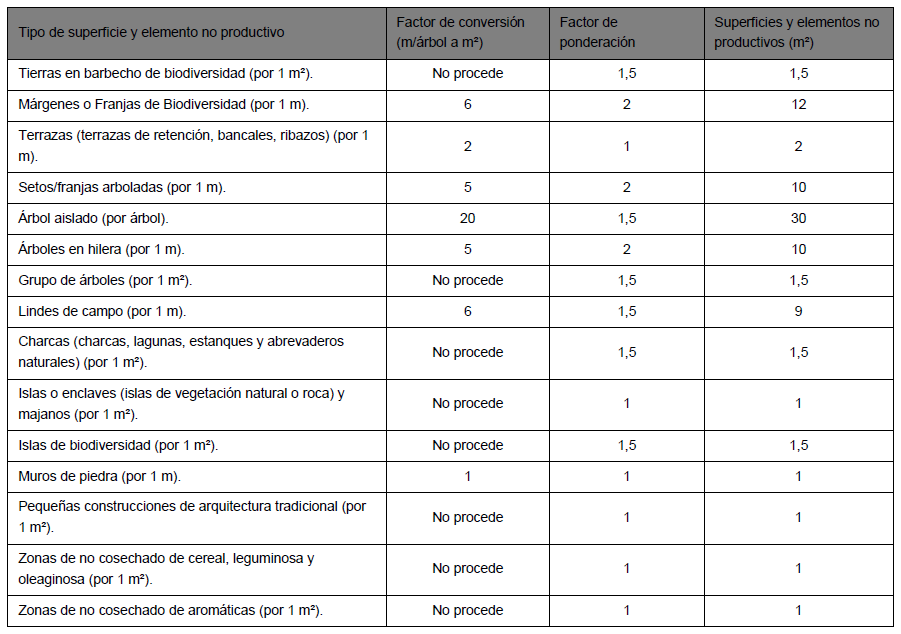 Tipo de superficie y elemento no productivo
Factor de conversión
(m/árbol a m²)
Factor de
ponderación
Superficies y elementos no
productivos (m²)
Tierras en barbecho de biodiversidad (por 1 m²).
No procede
1,5
1,5
Márgenes o Franjas de Biodiversidad (por 1 m).
6
2
12
Terrazas (terrazas de retención, bancales, ribazos) (por 1
m).
2
1
2
Setos/franjas arboladas (por 1 m).
5
2
10
Árbol aislado (por árbol).
20
1,5
30
Árboles en hilera (por 1 m).
5
2
10
Grupo de árboles (por 1 m²).
No procede
1,5
1,5
Lindes de campo (por 1 m).
6
1,5
9
Charcas (charcas, lagunas, estanques y abrevaderos
naturales) (por 1 m²).
No procede
1,5
1,5
Islas o enclaves (islas de vegetación natural o roca) y
majanos (por 1 m²).
No procede
1
1
Islas de biodiversidad (por 1 m²).
No procede
1,5
1,5
Muros de piedra (por 1 m).
1
1
1
Pequeñas construcciones de arquitectura tradicional (por
1 m²).
No procede
1
1
Zonas de no cosechado de cereal, leguminosa y
oleaginosa (por 1 m²).
No procede
1
1
Zonas de no cosechado de aromáticas (por 1 m²).
No procede
1
1